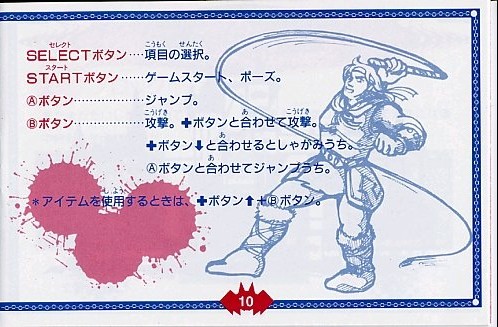 SELECTボタン……項目の選択。
STARTボタン……ゲームスタート、ポーズ。
Ⓐボタン……………ジャンプ。
Ⓑボタン……………攻撃。✚ボタンと合わせて攻撃。
✚ボタン⬇と合わせるとしゃがみうち。
Ⓐボタンと合わせてジャンプうち。
＊アイテムを使用するときは、✚ボタン⬆＋Ⓑボタン。
10